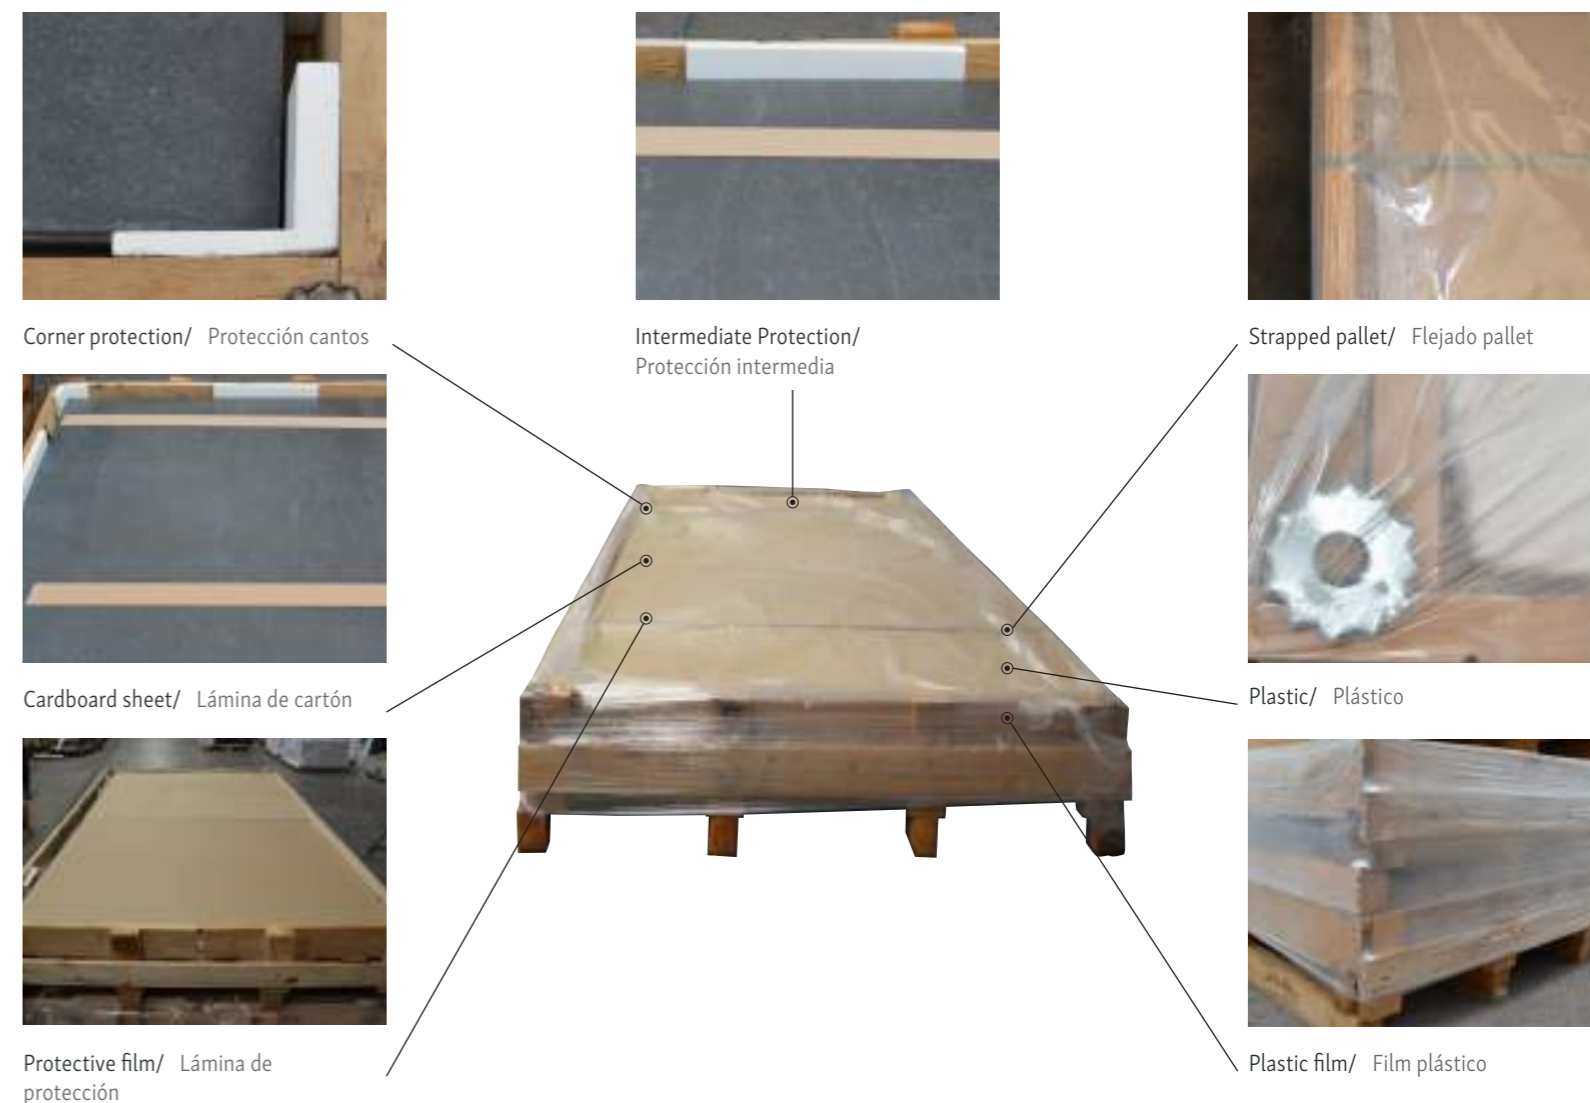 Corner protection/ Protección cantos
Intermediate Protection/
Protección intermedia
Strapped pallet/ Flejado pallet
Cardboard sheet/ Lámina de cartón
Plastic/ Plástico
Protective film/ Lámina de
protección
Plastic film/ Film plástico